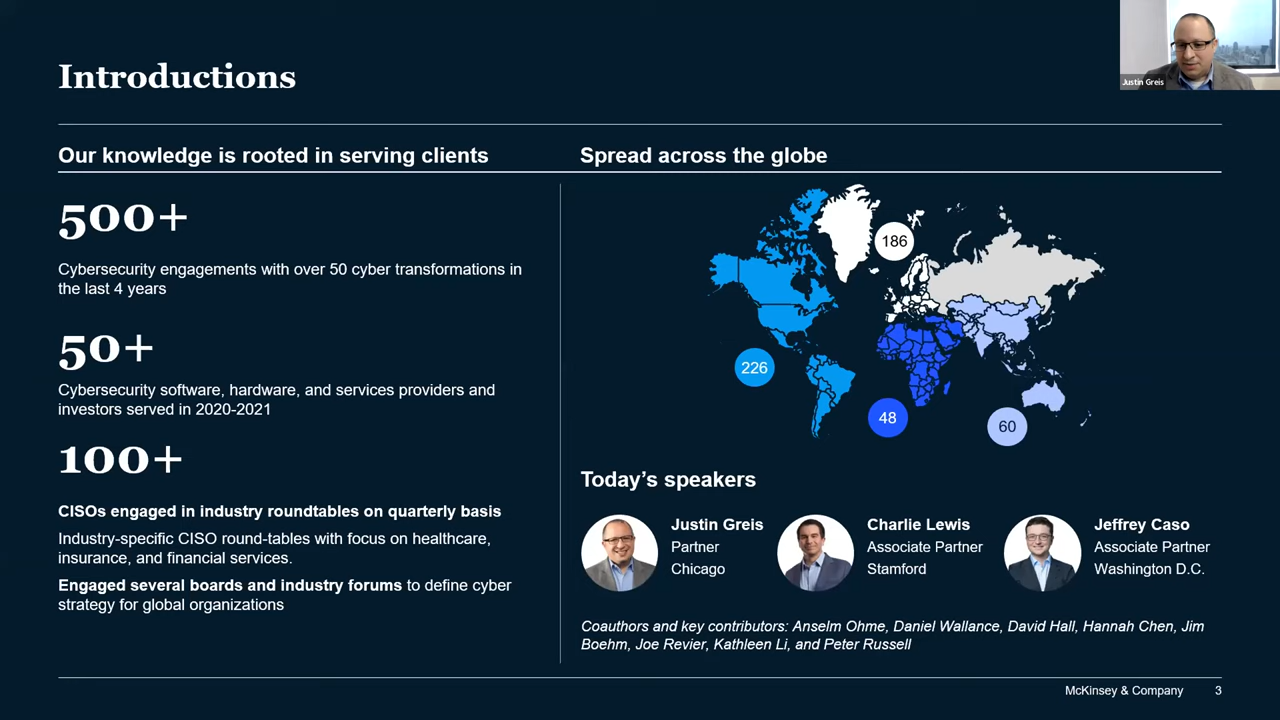 Introductions
Justin Greis
Our knowledge is rooted in serving clients
500+
Cybersecurity engagements with over 50 cyber transformations in
the last 4 years
50+
Cybersecurity software, hardware, and services providers and
investors served in 2020-2021
100+
CISOs engaged in industry roundtables on quarterly basis
Industry-specific CISO round-tables with focus on healthcare,
insurance, and financial services.
Engaged several boards and industry forums to define cyber
strategy for global organizations
Spread across the globe
186
226
48
60
Today’s speakers
Justin Greis
Partner
Chicago
Charlie Lewis
Associate Partner
Stamford
Jeffrey Caso
Associate Partner
Washington D.C.
Coauthors and key contributors: Anselm Ohme, Daniel Wallance, David Hall, Hannah Chen, Jim
Boehm, Joe Revier, Kathleen Li, and Peter Russell
McKinsey & Company 3